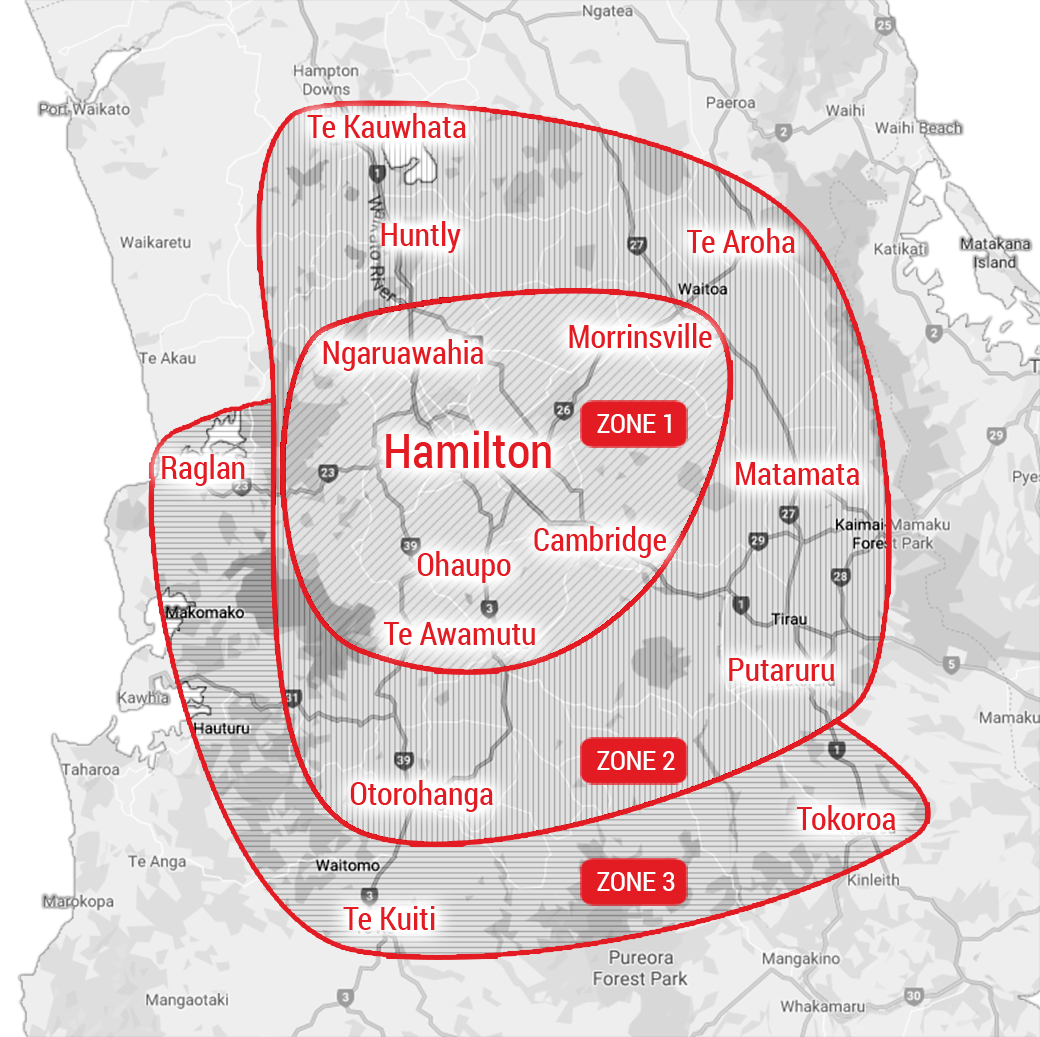 Ngatea
25
Hampton
Downs
Port Waikato
Paeroa
Waihi
2
Waihi Beach
Te Kauwhata
1
Waikato River
Huntly
Waikaretu
27
Te Aroha
Katikati
Matakana
Island
Waitoa
2
Morrinsville
Ngaruawahia
Te Akau
26
ZONE 1
29
Hamilton
Raglan
23
23
Matamata
Pyes
27
Kaimai-Mamaku
Forest Park
Cambridge
29
39
Ohaupo
28
3
1
Makomako
Tirau
Te Awamutu
5
Putaruru
Kawhia
31
Hauturu
Mamaku
1
39
ZONE 2
Taharoa
Otorohanga
Tokoroa
Te Anga
Waitomo
ZONE 3
Kinleith
3
Marokopa
Te Kuiti
Pureora
Forest Park
Mangakino
3
Mangaotaki
30
Whakamaru